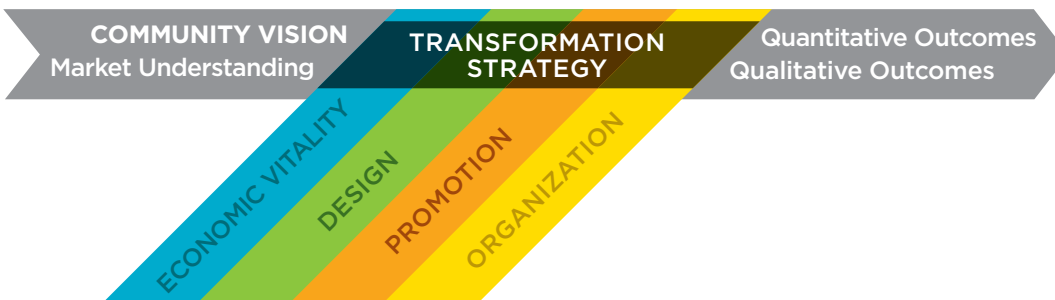 COMMUNITY VISION
Market Understanding
TRANSFORMATION
STRATEGY
Quantitative Outcomes
Qualitative Outcomes
ECONOMIC VITALITY
DESIGN
PROMOTION
ORGANIZATION